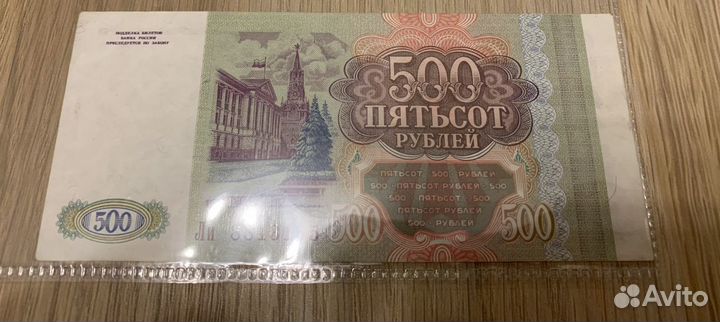 ПОДДЕЛКА БИЛЕТОВ
БАНКА РОССИИ
ПРЕСЛЕДУЕТСЯ ПО ЗАКОНУ
500
ПЯТЬСОТ
РУБЛЕЙ
ПЯТЬСОТ 500 РУБЛЕЙ
500 ПЯТЬСОТ РУБЛЕЙ 500
500 ПЯТЬСОТ 500
ПЯТЬСОТ РУБЛЕЙ
500 РУБЛЕЙ 500
500
ЛИ
500
500
Avito